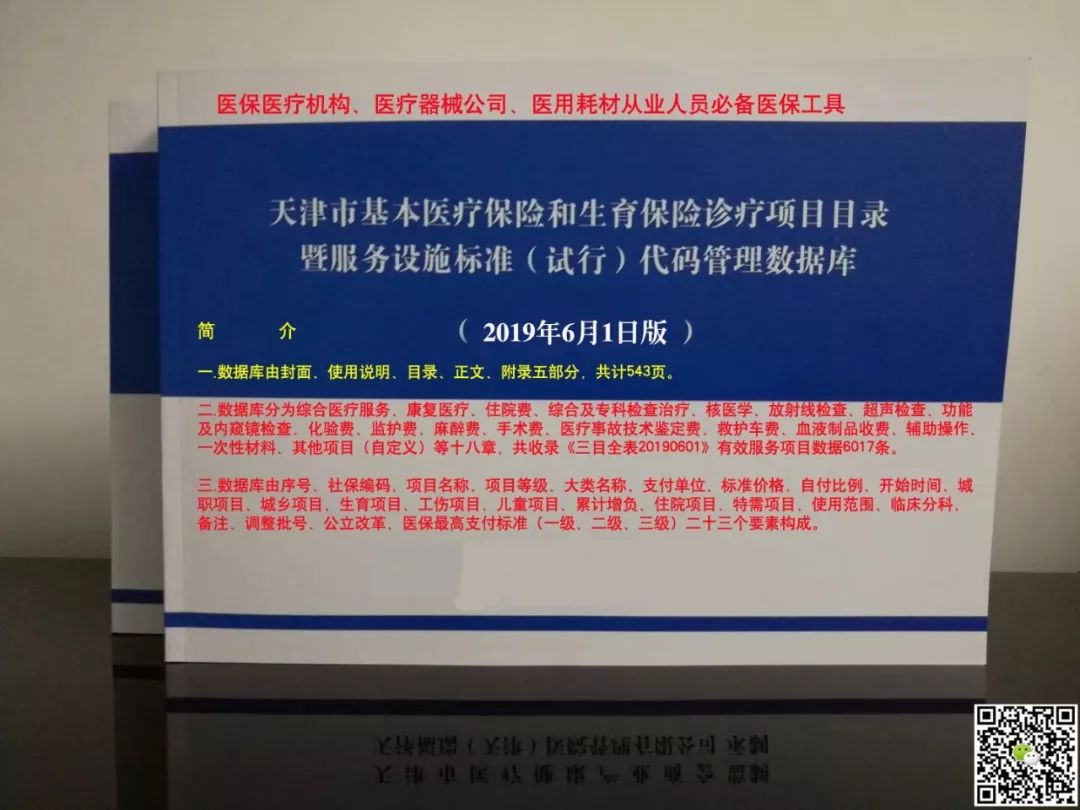 医保医疗机构、医疗器械公司、医用耗材从业人员必备医保工具
天津市基本医疗保险和生育保险诊疗项目目录
暨服务设施标准（试行）代码管理数据库
简 介
（ 2019年6月1日版 ）
一.数据库由封面、使用说明、目录、正文、附录五部分，共计543页。
二.数据库分为综合医疗服务、康复医疗、住院费、综合及专科检查治疗、核医学、放射线检查、超声检查、功能
及内窥镜检查、化验费、监护费、麻醉费、手术费、医疗事故技术鉴定费、救护车费、血液制品收费、辅助操作、
一次性材料、其他项目（自定义）等十八章，共收录《三目全表20190601》有效服务项目数据6017条。
三.数据库由序号、社保编码、项目名称、项目等级、大类名称、支付单位、标准价格、自付比例、开始时间、城
职项目、城乡项目、生育项目、工伤项目、儿童项目、累计增负、住院项目、特需项目、使用范围、临床分科、
备注、调整批号、公立改革、医保最高支付标准（一级、二级、三级）二十三个要素构成。